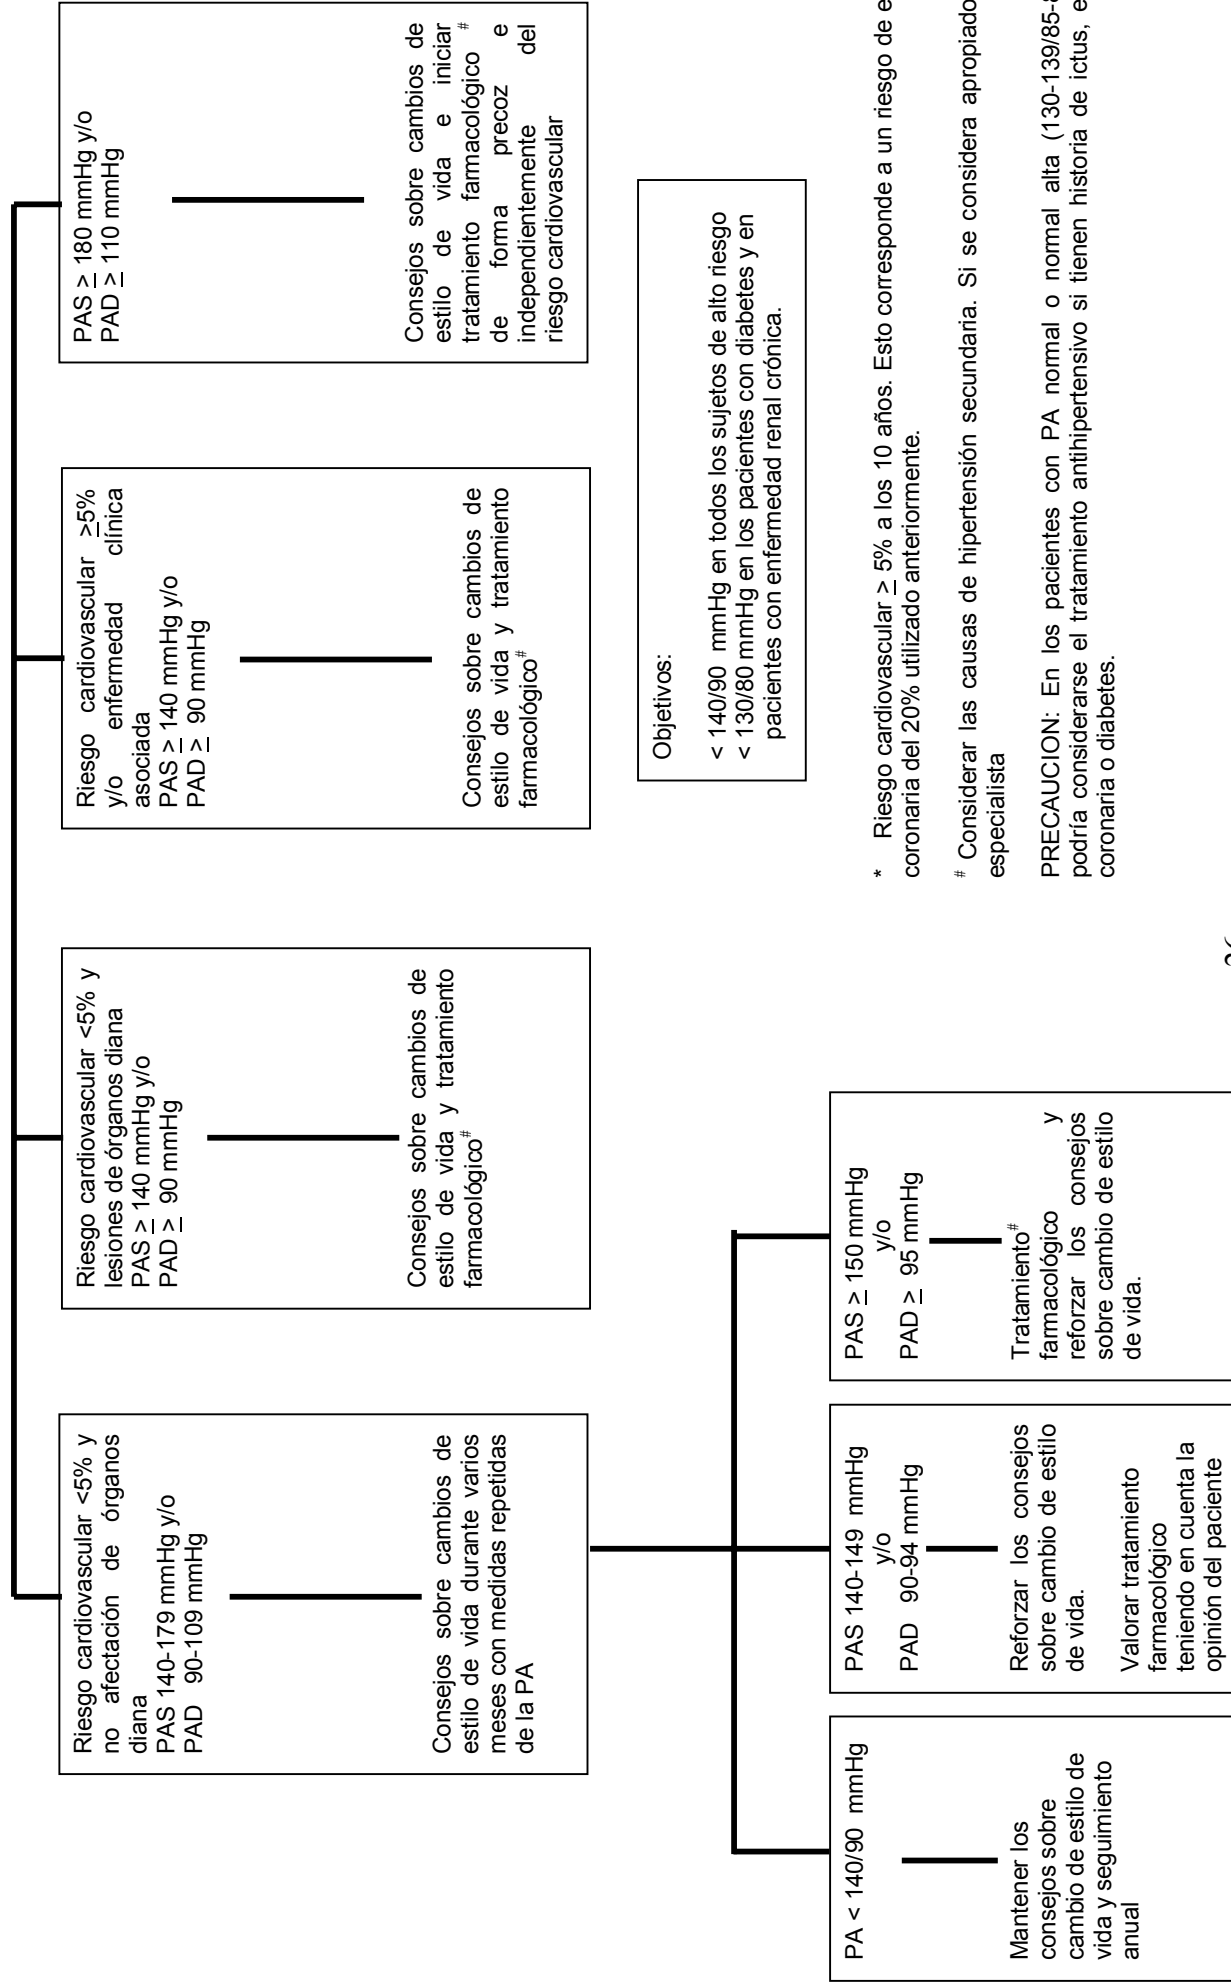 Riesgo cardiovascular <5% y
no afectación de órganos
diana
PAS 140-179 mmHg y/o
PAD 90-109 mmHg
Consejos sobre cambios de
estilo de vida durante varios
meses con medidas repetidas
de la PA
Riesgo cardiovascular <5% y
lesiones de órganos diana
PAS ≥ 140 mmHg y/o
PAD ≥ 90 mmHg
Consejos sobre cambios de
estilo de vida y tratamiento
farmacológico#
Riesgo cardiovascular ≥5%
y/o enfermedad clínica
asociada
PAS ≥ 140 mmHg y/o
PAD ≥ 90 mmHg
Consejos sobre cambios de
estilo de vida y tratamiento
farmacológico#
PAS ≥ 180 mmHg y/o
PAD ≥ 110 mmHg
Consejos sobre cambios de
estilo de vida e iniciar
tratamiento farmacológico #
de forma precoz e
independientemente del
riesgo cardiovascular
PA < 140/90 mmHg
Mantener los
consejos sobre
cambio de estilo de
vida y seguimiento
anual
PAS 140-149 mmHg
y/o
PAD 90-94 mmHg
Reforzar los consejos
sobre cambio de estilo
de vida.
Valorar tratamiento
farmacológico
teniendo en cuenta la
opinión del paciente
PAS ≥ 150 mmHg
y/o
PAD ≥ 95 mmHg
Tratamiento#
farmacológico y
reforzar los consejos
sobre cambio de estilo
de vida.
Objetivos:
< 140/90 mmHg en todos los sujetos de alto riesgo
< 130/80 mmHg en los pacientes con diabetes y en
pacientes con enfermedad renal crónica.
* Riesgo cardiovascular ≥ 5% a los 10 años. Esto corresponde a un riesgo de e
coronaria del 20% utilizado anteriormente.
# Considerar las causas de hipertensión secundaria. Si se considera apropiado
especialista
PRECAUCION: En los pacientes con PA normal o normal alta (130-139/85-8
podría considerarse el tratamiento antihipertensivo si tienen historia de ictus, e
coronaria o diabetes.